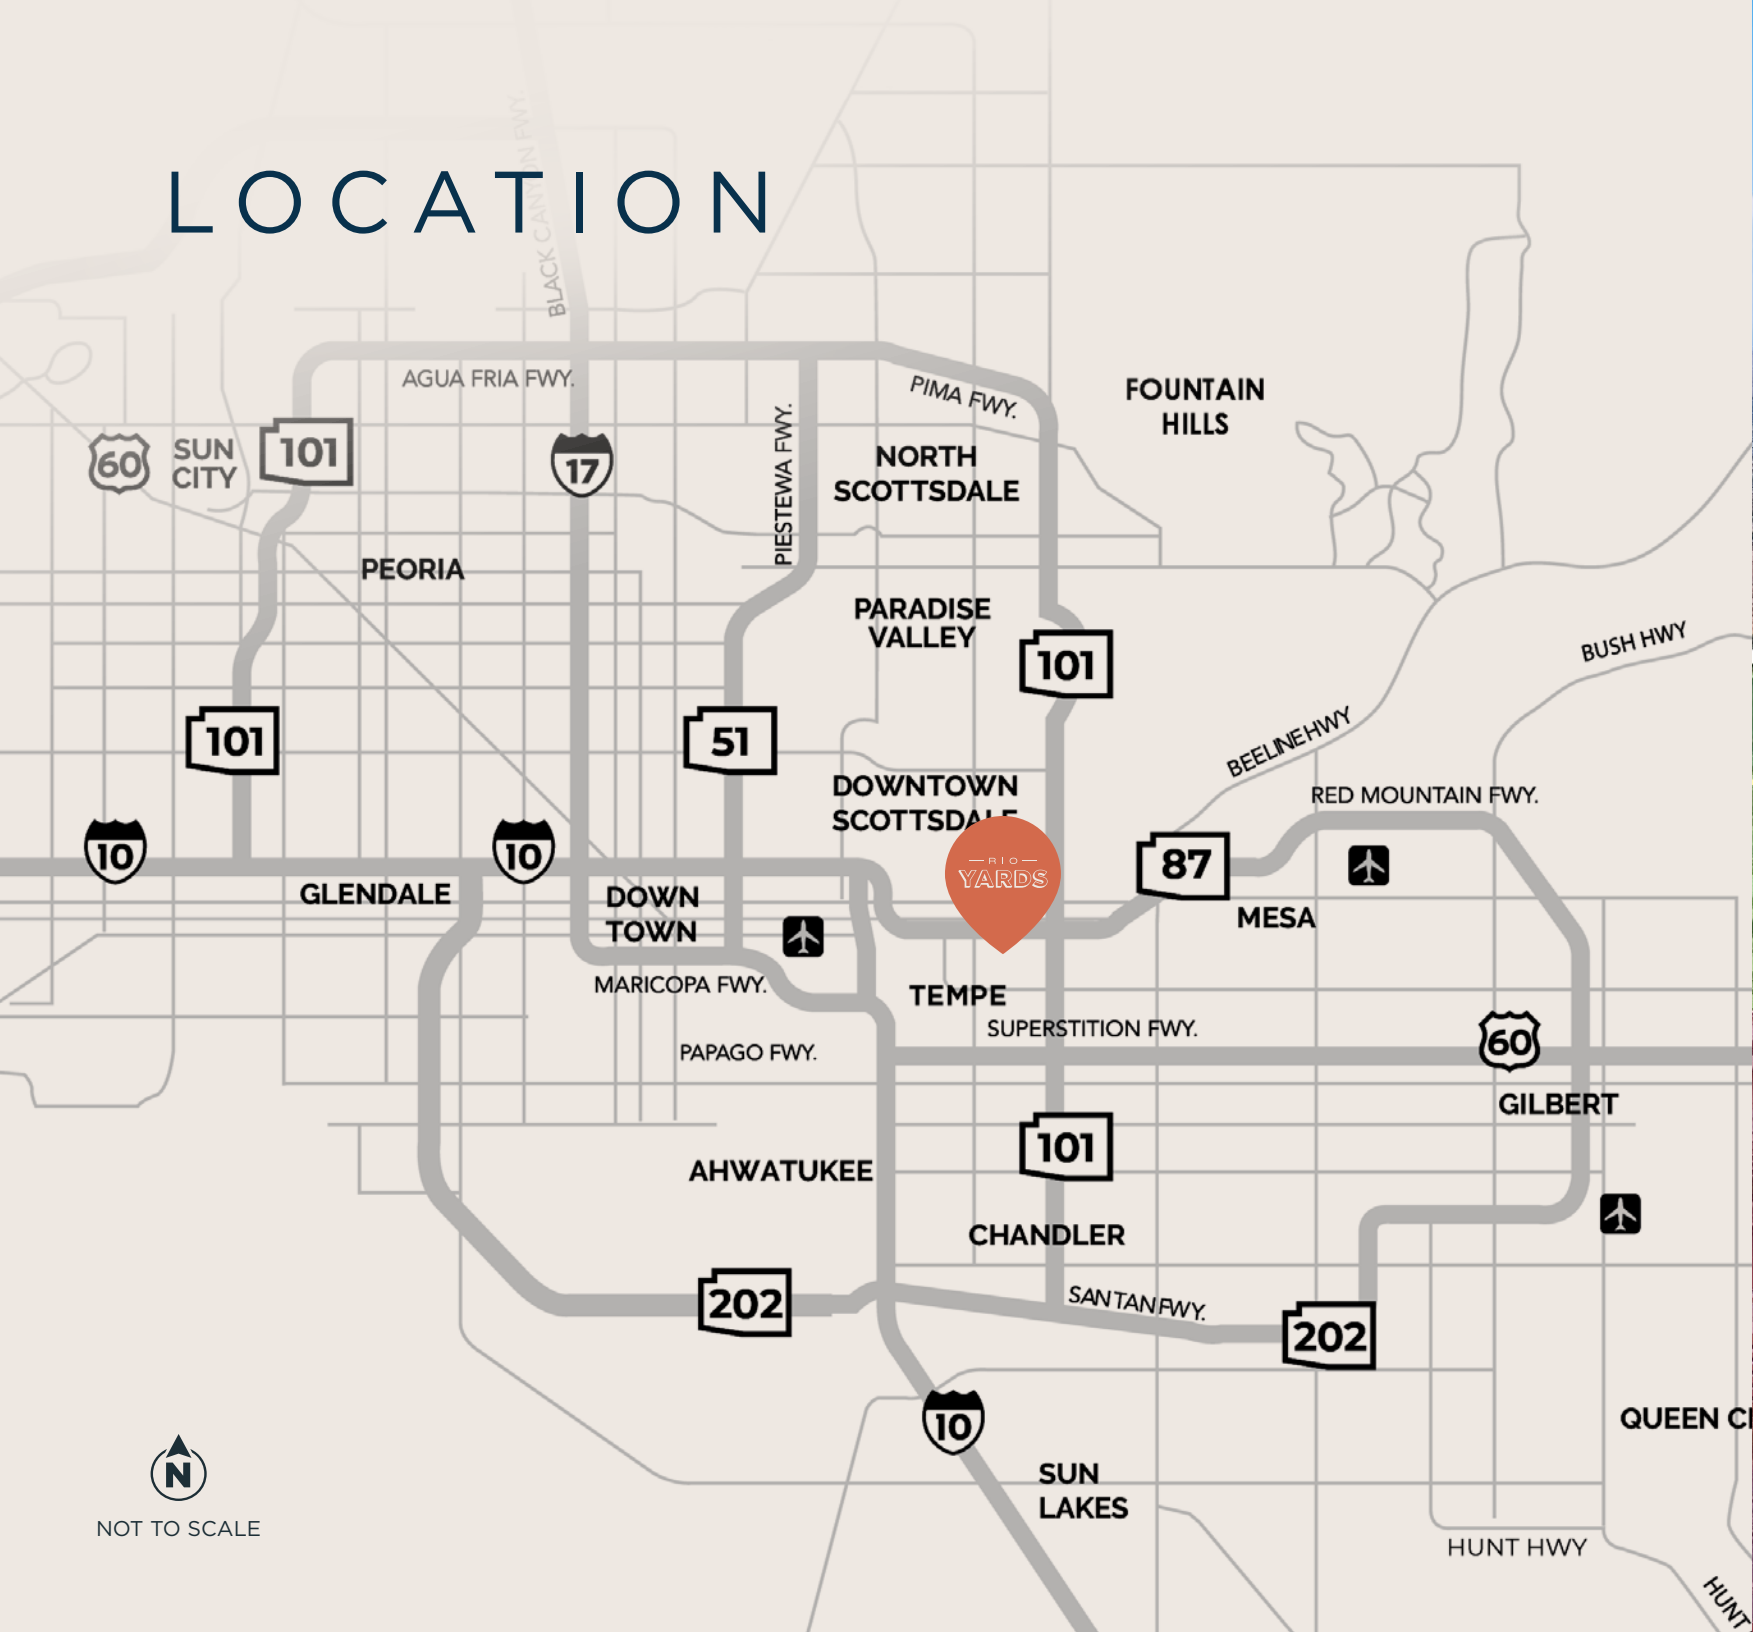 BLACK CANYON FWY.
LOCATION
AGUA FRIA FWY.
PIMA FWY.
FOUNTAIN
HILLS
60
SUN
CITY
101
17
PIESTEWA FWY.
NORTH
SCOTTSDALE
PEORIA
PARADISE
VALLEY
101
BUSH HWY
101
51
BEELINE HWY
DOWNTOWN
SCOTTSDALE
RED MOUNTAIN FWY.
10
10
RIO
YARDS
87
GLENDALE
DOWN
TOWN
MESA
MARICOPA FWY.
TEMPE
SUPERSTITION FWY.
PAPAGO FWY.
60
GILBERT
101
AHWATUKEE
CHANDLER
202
SANTAN FWY.
202
10
QUEEN C
SUN
LAKES
N
NOT TO SCALE
HUNT HWY
HUNT